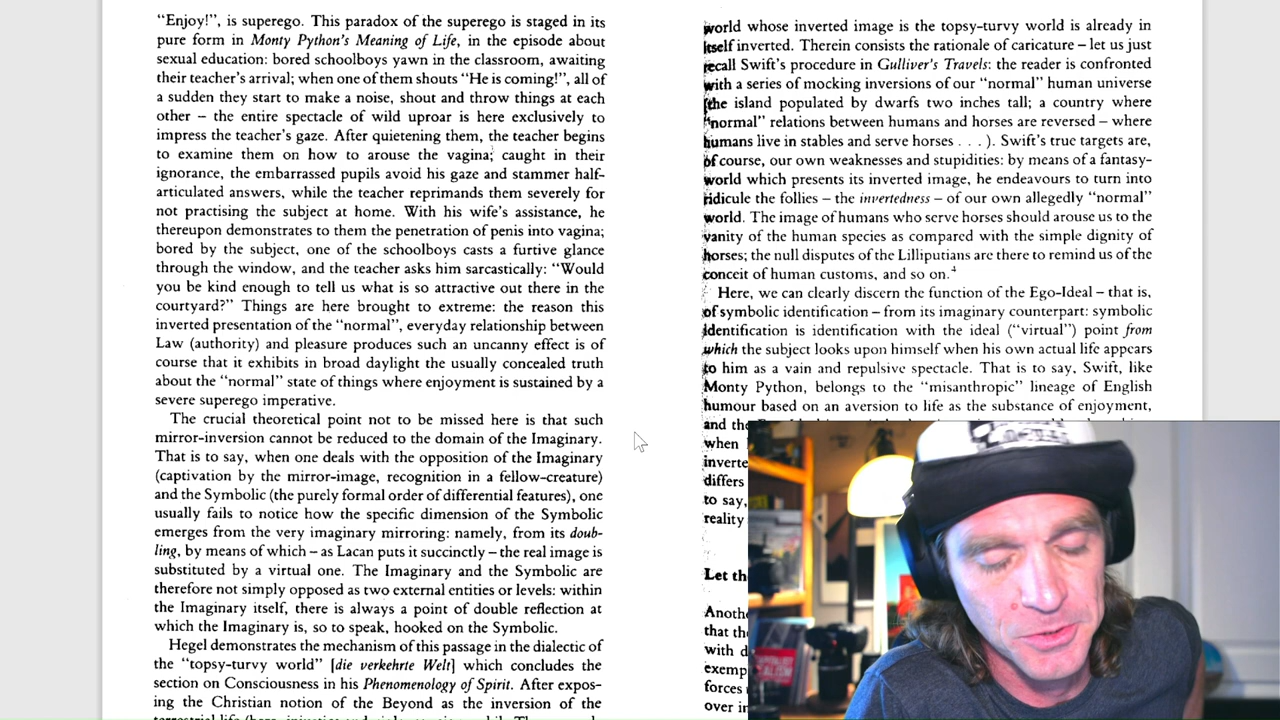 "Enjoy!", is superego. This paradox of the superego is staged in its
pure form in Monty Python's Meaning of Life, in the episode about
sexual education: bored schoolboys yawn in the classroom, awaiting
their teacher's arrival; when one of them shouts "He is coming!", all of
a sudden they start to make a noise, shout and throw things at each
other – the entire spectacle of wild uproar is here exclusively to
impress the teacher's gaze. After quietening them, the teacher begins
to examine them on how to arouse the vagina; caught in their
ignorance, the embarrassed pupils avoid his gaze and stammer half-
articulated answers, while the teacher reprimands them severely for
not practising the subject at home. With his wife's assistance, he
thereupon demonstrates to them the penetration of penis into vagina;
bored by the subject, one of the schoolboys casts a furtive glance
through the window, and the teacher asks him sarcastically: "Would
you be kind enough to tell us what is so attractive out there in the
courtyard?" Things are here brought to extreme: the reason this
inverted presentation of the "normal", everyday relationship between
Law (authority) and pleasure produces such an uncanny effect is of
course that it exhibits in broad daylight the usually concealed truth
about the "normal" state of things where enjoyment is sustained by a
severe superego imperative.
The crucial theoretical point not to be missed here is that such
mirror-inversion cannot be reduced to the domain of the Imaginary.
That is to say, when one deals with the opposition of the Imaginary
(captivation by the mirror-image, recognition in a fellow-creature)
and the Symbolic (the purely formal order of differential features), one
usually fails to notice how the specific dimension of the Symbolic
emerges from the very imaginary mirroring: namely, from its doub-
ling, by means of which – as Lacan puts it succinctly – the real image is
substituted by a virtual one. The Imaginary and the Symbolic are
therefore not simply opposed as two external entities or levels: within
the Imaginary itself, there is always a point of double reflection at
which the Imaginary is, so to speak, hooked on the Symbolic.
Hegel demonstrates the mechanism of this passage in the dialectic of
the "topsy-turvy world" [die verkehrte Welt] which concludes the
section on Consciousness in his Phenomenology of Spirit. After expos-
ing the Christian notion of the Beyond as the inversion of the
world whose inverted image is the topsy-turvy world is already in
itself inverted. Therein consists the rationale of caricature – let us just
recall Swift's procedure in Gulliver's Travels: the reader is confronted
with a series of mocking inversions of our "normal" human universe
(the island populated by dwarfs two inches tall; a country where
"normal" relations between humans and horses are reversed – where
humans live in stables and serve horses . . . ). Swift's true targets are,
of course, our own weaknesses and stupidities: by means of a fantasy-
world which presents its inverted image, he endeavours to turn into
ridicule the follies – the invertedness – of our own allegedly "normal"
world. The image of humans who serve horses should arouse us to the
vanity of the human species as compared with the simple dignity of
horses; the null disputes of the Lilliputians are there to remind us of the
conceit of human customs, and so on.⁴
Here, we can clearly discern the function of the Ego-Ideal – that is,
of symbolic identification – from its imaginary counterpart: symbolic
identification is identification with the ideal ("virtual") point from
which the subject looks upon himself when his own actual life appears
to him as a vain and repulsive spectacle. That is to say, Swift, like
Monty Python, belongs to the "misanthropic" lineage of English
humour based on an aversion to life as the substance of enjoyment,
and the
when
inverte
differs
to say,
reality
Let th
Anoth
that th
with d
exemp
forces
over in